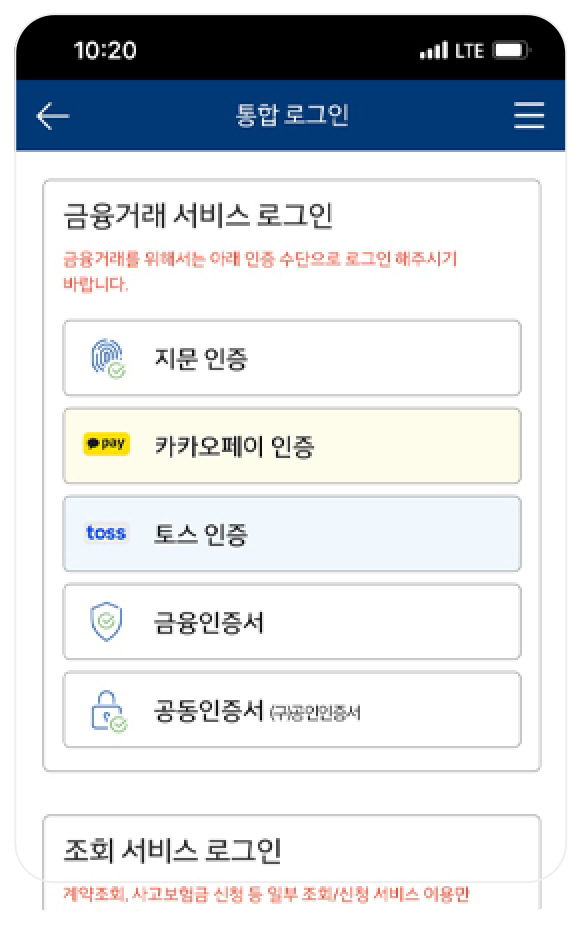 10:20
LTE
통합 로그인
금융거래 서비스 로그인
금융거래를 위해서는 아래 인증 수단으로 로그인 해주시기
바랍니다.
지문 인증
pay 카카오페이 인증
toss 토스 인증
금융인증서
공동인증서 (구)공인인증서
조회 서비스 로그인
계약조회, 사고보험금 신청 등 일부 조회/신청 서비스 이용만